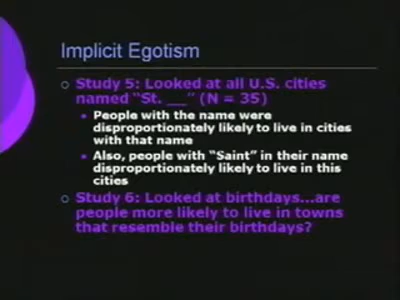 Implicit Egotism
Study 5: Looked at all U.S. cities
named "St. __" (N = 35)
People with the name were
disproportionately likely to live in cities
with that name
Also, people with "Saint" in their name
disproportionately likely to live in this
cities
Study 6: Looked at birthdays...are
people more likely to live in towns
that resemble their birthdays?